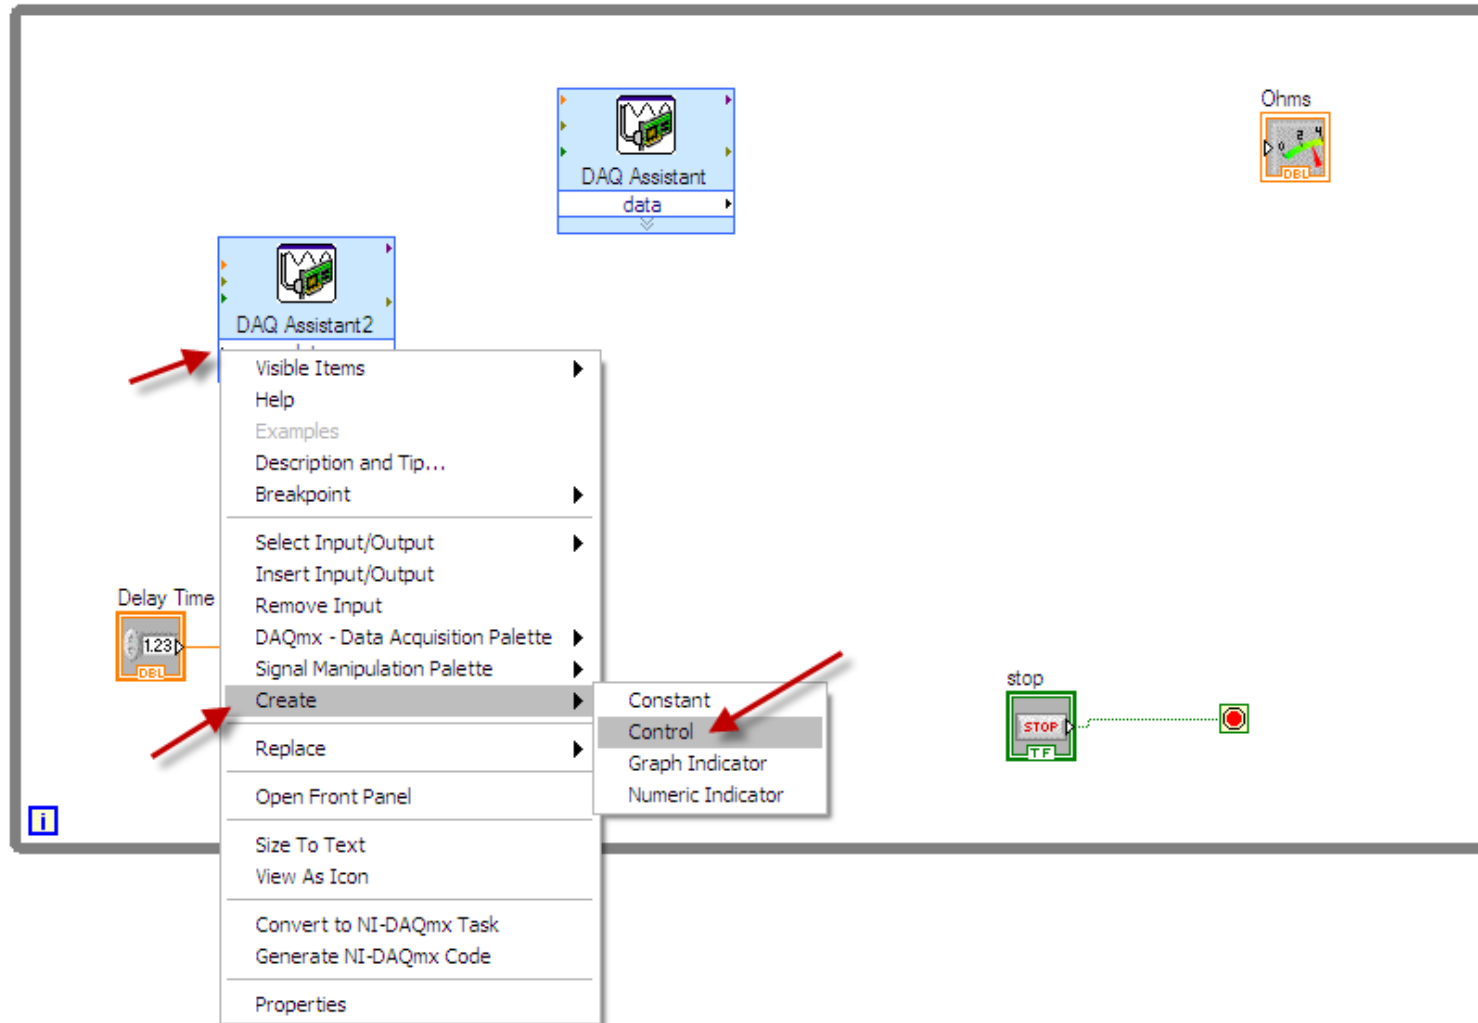 Ohms
0 2 4
DBL
DAQ Assistant
data
DAQ Assistant2
Visible Items
Help
Examples
Description and Tip...
Breakpoint
Select Input/Output
Insert Input/Output
Remove Input
DAQmx - Data Acquisition Palette
Signal Manipulation Palette
Create
Replace
Open Front Panel
Size To Text
View As Icon
Convert to NI-DAQmx Task
Generate NI-DAQmx Code
Properties
Constant
Control
Graph Indicator
Numeric Indicator
Delay Time
1.23
DBL
stop
STOP
TF
i